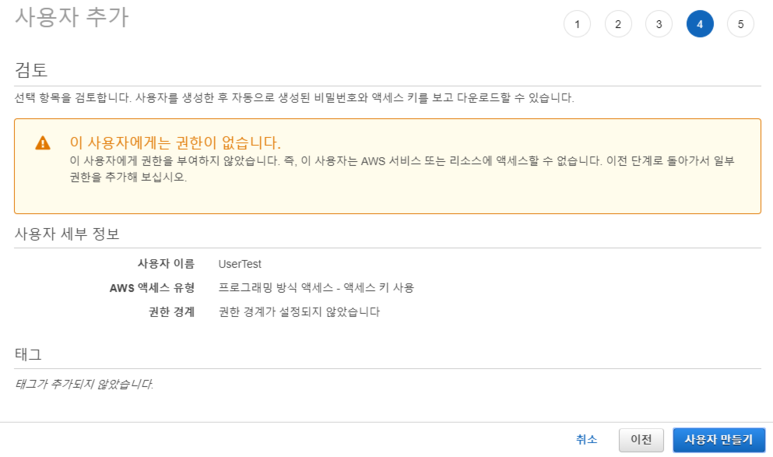 사용자 추가
1 2 3 4 5
검토
선택 항목을 검토합니다. 사용자를 생성한 후 자동으로 생성된 비밀번호와 액세스 키를 보고 다운로드할 수 있습니다.
이 사용자에게는 권한이 없습니다.
이 사용자에게 권한을 부여하지 않았습니다. 즉, 이 사용자는 AWS 서비스 또는 리소스에 액세스할 수 없습니다. 이전 단계로 돌아가서 일부
권한을 추가해 보십시오.
사용자 세부 정보
사용자 이름 UserTest
AWS 액세스 유형 프로그래밍 방식 액세스 - 액세스 키 사용
권한 경계 권한 경계가 설정되지 않았습니다
태그
태그가 추가되지 않았습니다.
취소 이전 사용자 만들기